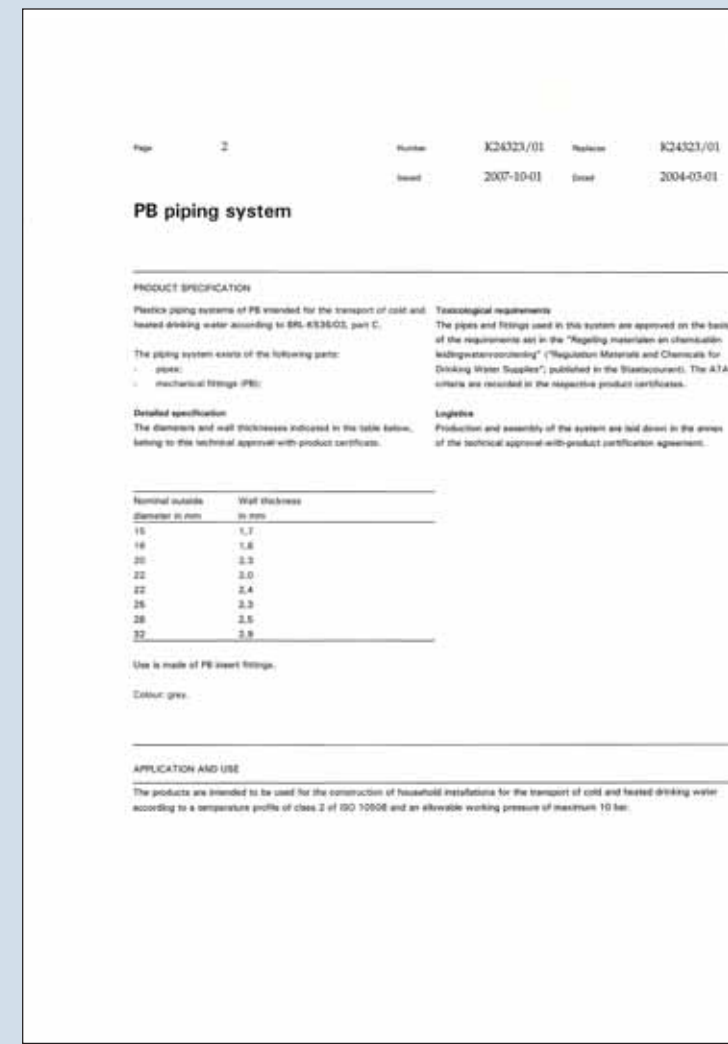 Page 2 Number K24323/01 Replaces K24323/01
Issued 2007-10-01 Dated 2004-03-01
PB piping system
PRODUCT SPECIFICATION
Plastics piping systems of PB intended for the transport of cold and
heated drinking water according to BRL-K536/03, part C.
The piping system exists of the following parts:
- pipes;
- mechanical fittings (PB);
Detailed specification
The diameters and wall thicknesses indicated in the table below,
belong to this technical approval-with-product certificate.
Toxicological requirements
The pipes and fittings used in this system are approved on the basis
of the requirements set in the "Regeling materialen en chemicaliën
leidingwatervoorziening" ("Regulation Materials and Chemicals for
Drinking Water Supplies"; published in the Staatscourant). The ATA
criteria are recorded in the respective product certificates.
Logistics
Production and assembly of the system are laid down in the annex
of the technical approval-with-product certification agreement.
Nominal outside Wall thickness
diameter in mm in mm
15 1,7
20
22 2,0
22 2,4
28 2,5
32 2,9
Use is made of PB insert fittings.
Colour: grey.
APPLICATION AND USE
The products are intended to be used for the construction of household installations for the transport of cold and heated drinking water
according to a temperature profile of class 2 of ISO 10508 and an allowable working pressure of maximum 10 bar.